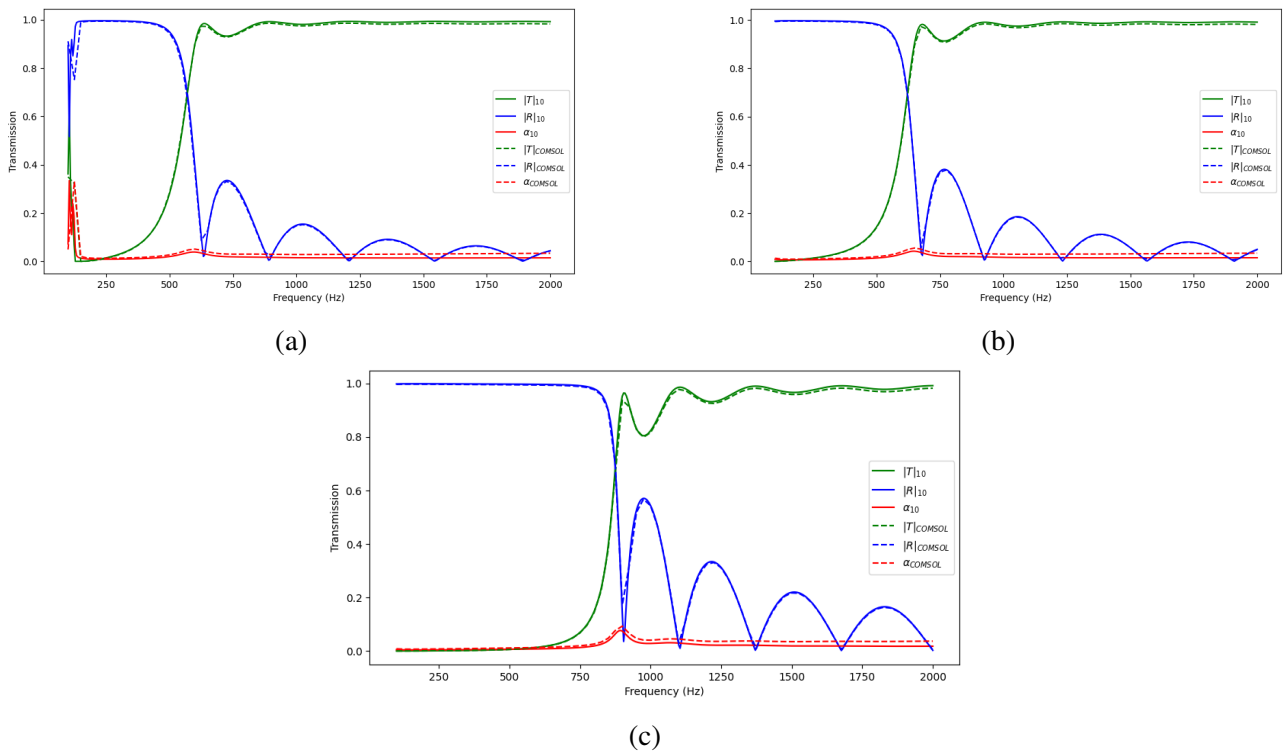 1.0
0.8
0.6
0.4
0.2
0.0
Transmission
250 500 750 1000 1250 1500 1750 2000
Frequency (Hz)
|T|10
|R|10
α10
|T|COMSOL
|R|COMSOL
αCOMSOL
(a)
1.0
0.8
0.6
0.4
0.2
0.0
Transmission
250 500 750 1000 1250 1500 1750 2000
Frequency (Hz)
|T|10
|R|10
α10
|T|COMSOL
|R|COMSOL
αCOMSOL
(b)
1.0
0.8
0.6
0.4
0.2
0.0
Transmission
250 500 750 1000 1250 1500 1750 2000
Frequency (Hz)
|T|10
|R|10
α10
|T|COMSOL
|R|COMSOL
αCOMSOL
(c)